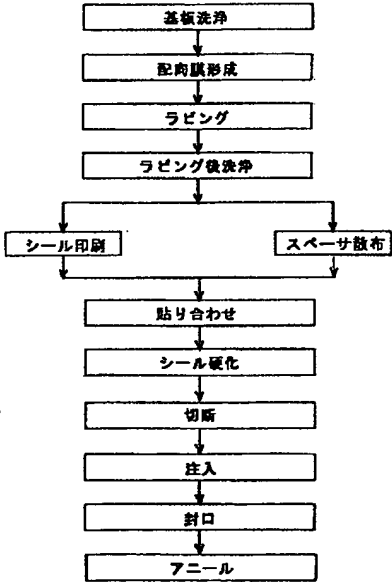 基板洗浄
配向膜形成
ラビング
ラビング後洗浄
シール印刷
スペーサ散布
貼り合わせ
シール硬化
切断
注入
封口
アニール